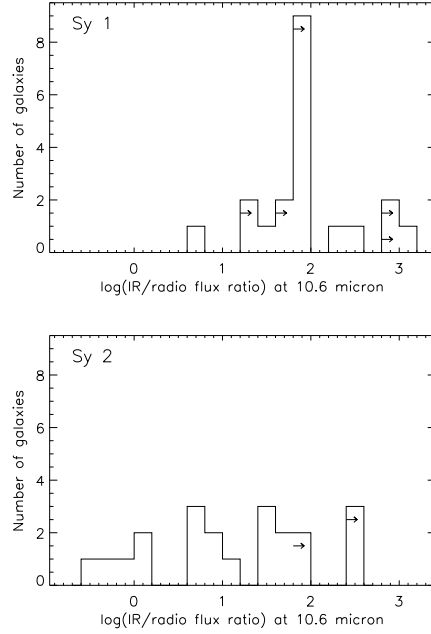 Sy 1
Number of galaxies
8
6
4
2
0
0 1 2 3
log(IR/radio flux ratio) at 10.6 micron
Sy 2
Number of galaxies
8
6
4
2
0
0 1 2 3
log(IR/radio flux ratio) at 10.6 micron